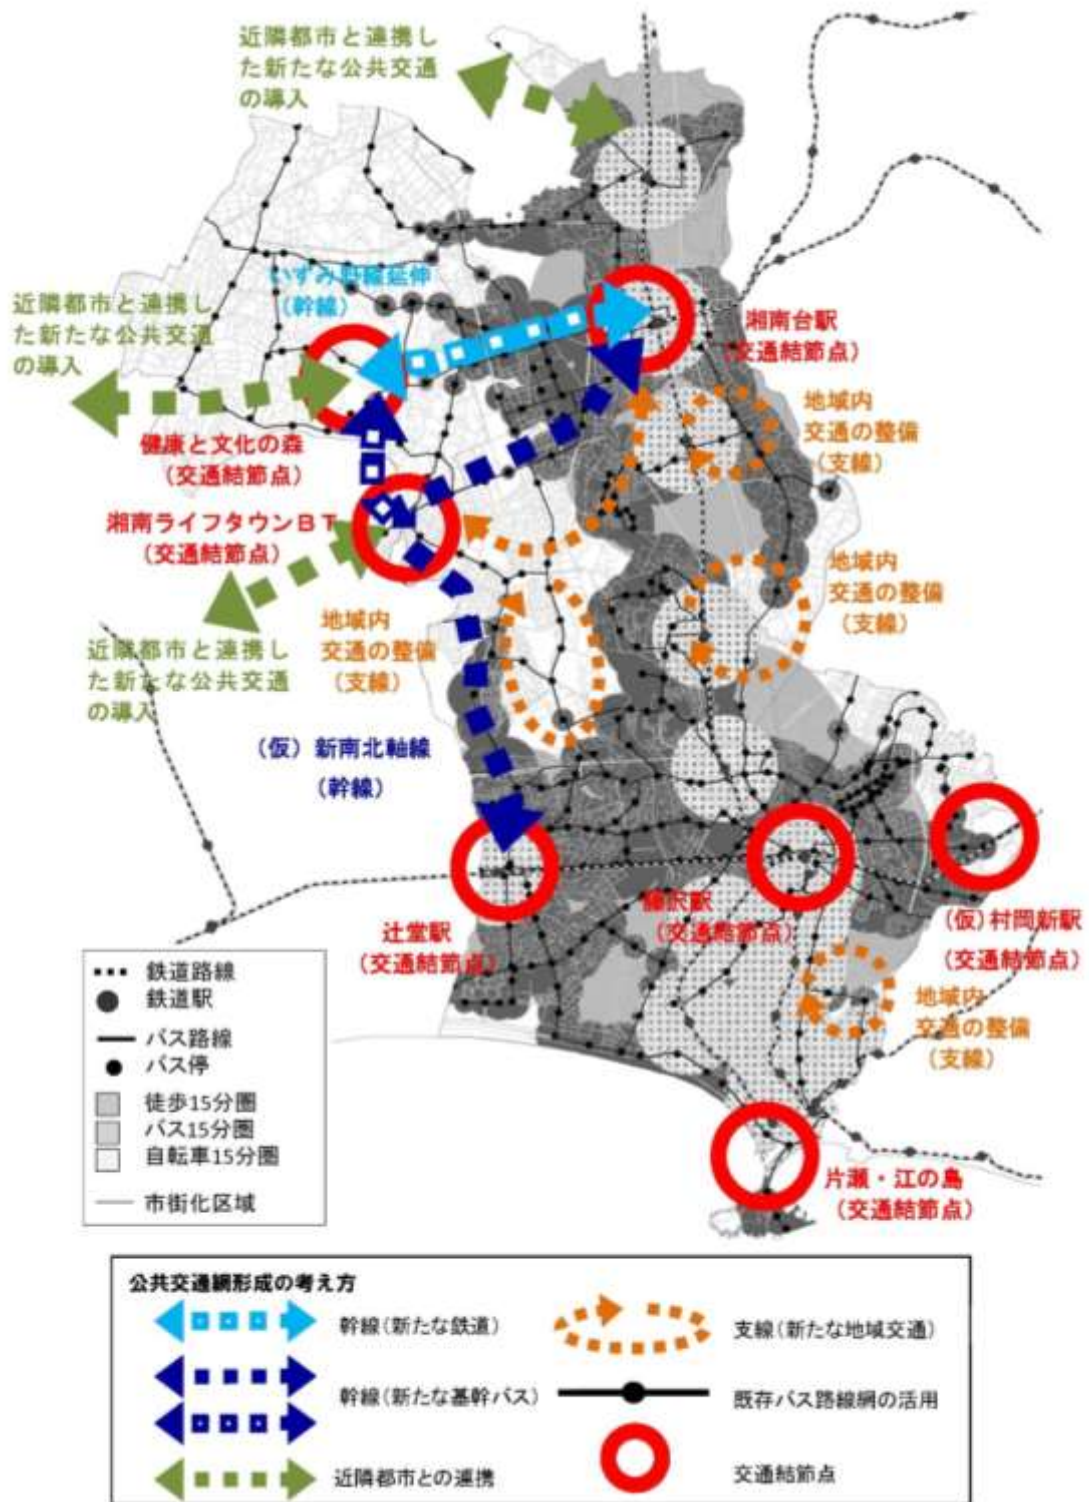 近隣都市と連携し
た新たな公共交通
の導入
いずみ野線延伸
（幹線）
近隣都市と連携し
た新たな公共交通
の導入
湘南台駅
（交通結節点）
地域内
交通の整備
（支線）
健康と文化の森
（交通結節点）
湘南ライフタウンＢＴ
（交通結節点）
地域内
交通の整備
（支線）
地域内
交通の整備
（支線）
近隣都市と連携し
た新たな公共交通
の導入
（仮）新南北軸線
（幹線）
辻堂駅
（交通結節点）
藤沢駅
（交通結節点）
（仮）村岡新駅
（交通結節点）
地域内
交通の整備
（支線）
片瀬・江の島
（交通結節点）
鉄道路線
鉄道駅
バス路線
バス停
徒歩15分圏
バス15分圏
自転車15分圏
市街化区域
公共交通網形成の考え方
幹線（新たな鉄道）
幹線（新たな基幹バス）
近隣都市との連携
支線（新たな地域交通）
既存バス路線網の活用
交通結節点